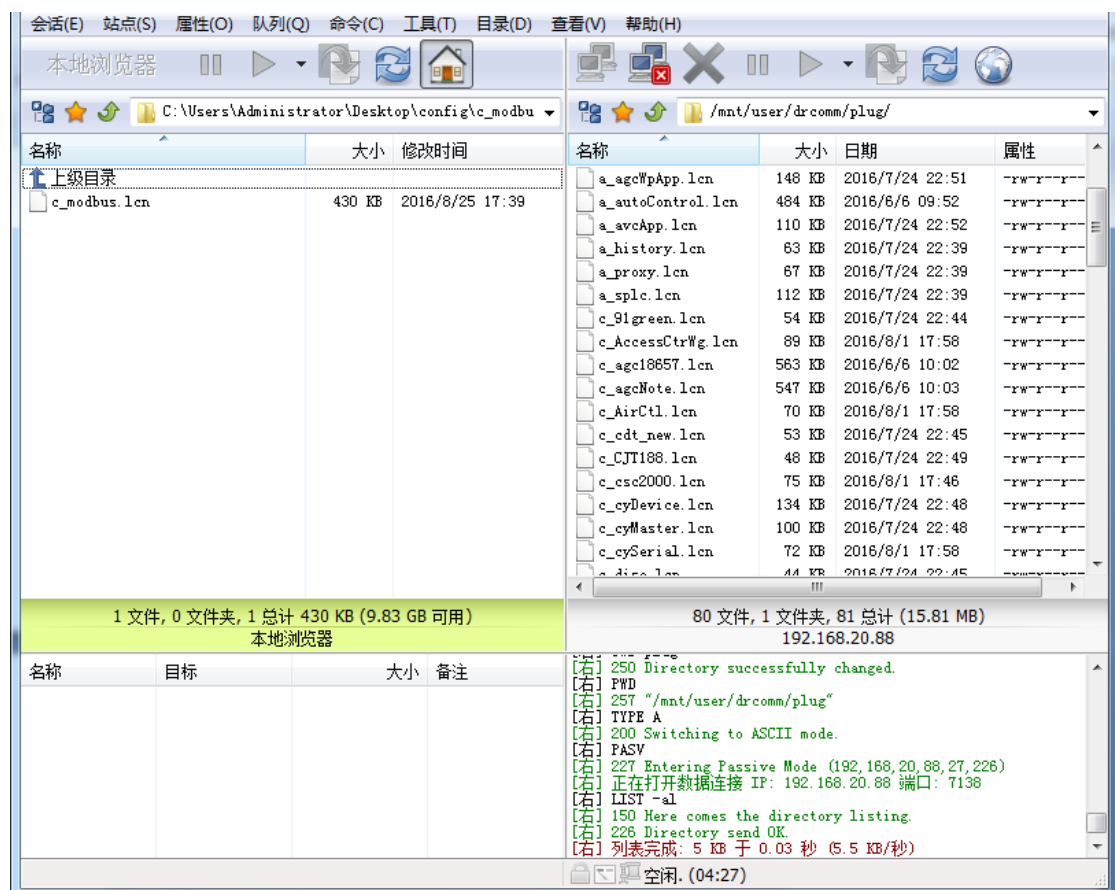 会话(E) 站点(S) 属性(O) 队列(Q) 命令(C) 工具(T) 目录(D) 查看(V) 帮助(H)
本地浏览器
C:\Users\Administrator\Desktop\config\c_modbu
/mnt/user/drcomm/plug/
名称 大小 修改时间
上级目录
c_modbus.lcn 430 KB 2016/8/25 17:39
名称 大小 日期 属性
a_agcWpApp.lcn 148 KB 2016/7/24 22:51 -rw-r---r--
a_autoControl.lcn 484 KB 2016/6/6 09:52 -rw-r---r--
a_avcApp.lcn 110 KB 2016/7/24 22:52 -rw-r---r--
a_history.lcn 63 KB 2016/7/24 22:39 -rw-r---r--
a_proxy.lcn 67 KB 2016/7/24 22:39 -rw-r---r--
a_splc.lcn 112 KB 2016/7/24 22:39 -rw-r---r--
c_91green.lcn 54 KB 2016/7/24 22:44 -rw-r---r--
c_AccessCtrWg.lcn 89 KB 2016/8/1 17:58 -rw-r---r--
c_agc18657.lcn 563 KB 2016/6/6 10:02 -rw-r---r--
c_agcNote.lcn 547 KB 2016/6/6 10:03 -rw-r---r--
c_AirCtl.lcn 70 KB 2016/8/1 17:58 -rw-r---r--
c_cdt_new.lcn 53 KB 2016/7/24 22:45 -rw-r---r--
c_CJT188.lcn 48 KB 2016/7/24 22:49 -rw-r---r--
c_csc2000.lcn 75 KB 2016/8/1 17:46 -rw-r---r--
c_cyDevice.lcn 134 KB 2016/7/24 22:48 -rw-r---r--
c_cyMaster.lcn 100 KB 2016/7/24 22:48 -rw-r---r--
c_cySerial.lcn 72 KB 2016/8/1 17:58 -rw-r---r--
44 KB 2016/7/24 22:45
1 文件, 0 文件夹, 1 总计 430 KB (9.83 GB 可用)
本地浏览器
80 文件, 1 文件夹, 81 总计 (15.81 MB)
192.168.20.88
名称 目标 大小 备注
[右] 250 Directory successfully changed.
[右] PWD
[右] 257 "/mnt/user/drcomm/plug"
[右] TYPE A
[右] 200 Switching to ASCII mode.
[右] PASV
[右] 227 Entering Passive Mode (192,168,20,88,27,226)
[右] 正在打开数据连接 IP: 192.168.20.88 端口: 7138
[右] LIST -al
[右] 150 Here comes the directory listing.
[右] 226 Directory send OK.
[右] 列表完成: 5 KB 于 0.03 秒 (5.5 KB/秒)
空闲. (04:27)